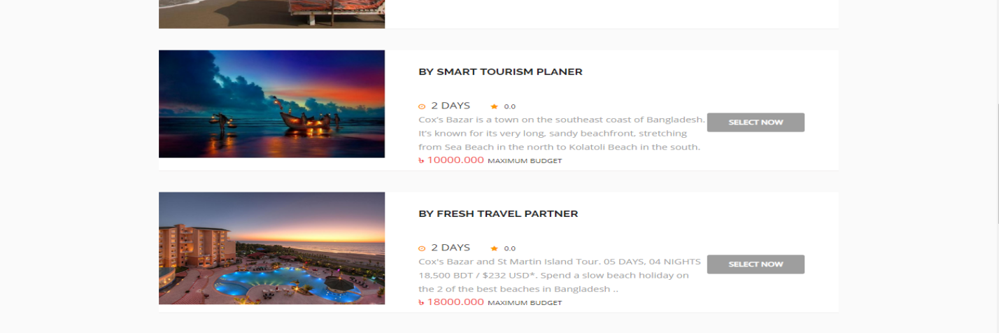 BY SMART TOURISM PLANER
2 DAYS 0.0
Cox's Bazar is a town on the southeast coast of Bangladesh.
It's known for its very long, sandy beachfront, stretching
from Sea Beach in the north to Kolatoli Beach in the south.
SELECT NOW
৳ 10000.000 MAXIMUM BUDGET
BY FRESH TRAVEL PARTNER
2 DAYS 0.0
Cox's Bazar and St Martin Island Tour. 05 DAYS, 04 NIGHTS
18,500 BDT / $232 USD*. Spend a slow beach holiday on
the 2 of the best beaches in Bangladesh ..
SELECT NOW
৳ 18000.000 MAXIMUM BUDGET